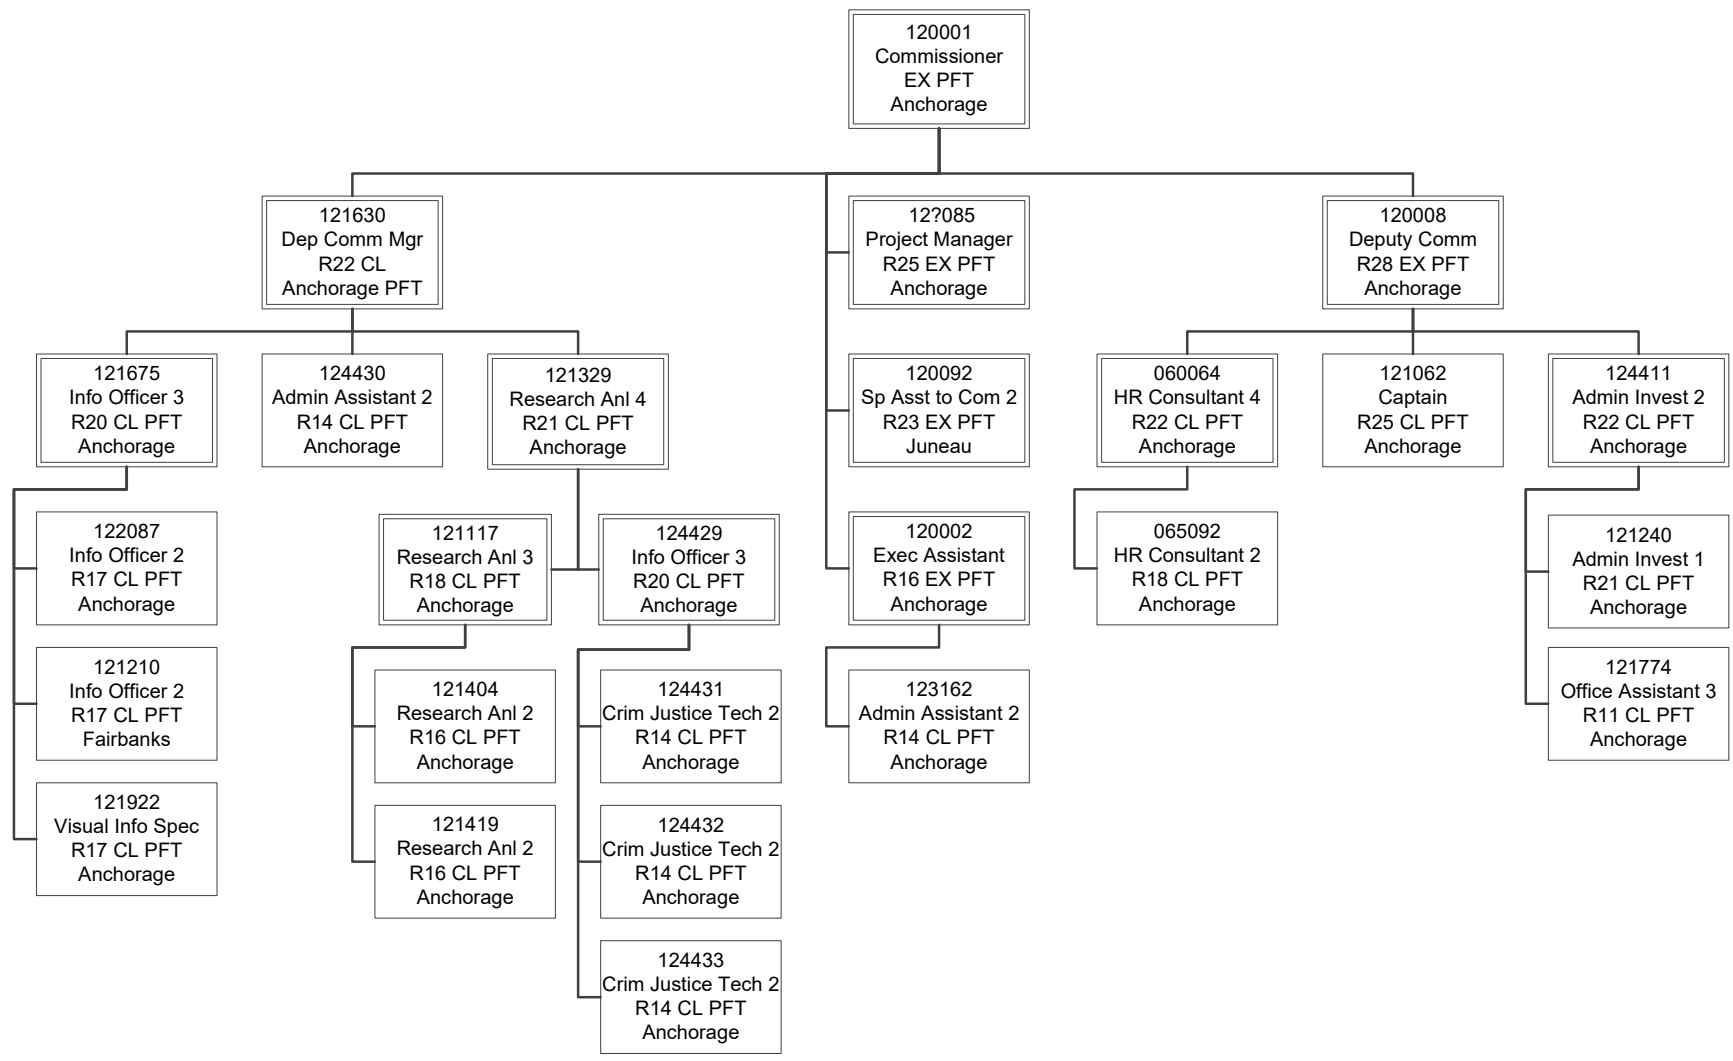 120001
Commissioner
EX PFT
Anchorage
121630
Dep Comm Mgr
R22 CL
Anchorage PFT
12?085
Project Manager
R25 EX PFT
Anchorage
120008
Deputy Comm
R28 EX PFT
Anchorage
121675
Info Officer 3
R20 CL PFT
Anchorage
124430
Admin Assistant 2
R14 CL PFT
Anchorage
121329
Research Anl 4
R21 CL PFT
Anchorage
120092
Sp Asst to Com 2
R23 EX PFT
Juneau
060064
HR Consultant 4
R22 CL PFT
Anchorage
121062
Captain
R25 CL PFT
Anchorage
124411
Admin Invest 2
R22 CL PFT
Anchorage
122087
Info Officer 2
R17 CL PFT
Anchorage
121117
Research Anl 3
R18 CL PFT
Anchorage
124429
Info Officer 3
R20 CL PFT
Anchorage
120002
Exec Assistant
R16 EX PFT
Anchorage
065092
HR Consultant 2
R18 CL PFT
Anchorage
121240
Admin Invest 1
R21 CL PFT
Anchorage
121210
Info Officer 2
R17 CL PFT
Fairbanks
121404
Research Anl 2
R16 CL PFT
Anchorage
124431
Crim Justice Tech 2
R14 CL PFT
Anchorage
123162
Admin Assistant 2
R14 CL PFT
Anchorage
121774
Office Assistant 3
R11 CL PFT
Anchorage
121922
Visual Info Spec
R17 CL PFT
Anchorage
121419
Research Anl 2
R16 CL PFT
Anchorage
124432
Crim Justice Tech 2
R14 CL PFT
Anchorage
124433
Crim Justice Tech 2
R14 CL PFT
Anchorage